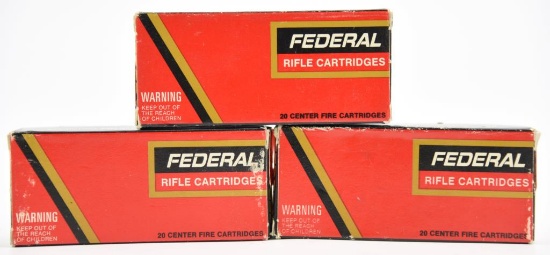 FEDERAL
RIFLE CARTRIDGES
WARNING
KEEP OUT OF
THE REACH
OF CHILDREN
20 CENTER FIRE CARTRIDGES
FEDERAL
RIFLE CARTRIDGES
WARNING
KEEP OUT OF
THE REACH
OF CHILDREN
20 CENTER FIRE CARTRIDGES
FEDERAL
RIFLE CARTRIDGES
WARNING
KEEP OUT OF
THE REACH
OF CHILDREN
20 CENTER FIRE CARTRIDGES